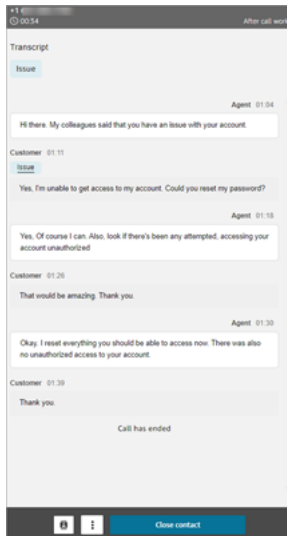 +1
00:54 After call work
Transcript
Issue
Agent 01:04
Hi there. My colleagues said that you have an issue with your account.
Customer 01:11
Issue
Yes, I'm unable to get access to my account. Could you reset my password?
Agent 01:18
Yes, Of course I can. Also, look if there's been any attempted, accessing your
account unauthorized
Customer 01:26
That would be amazing. Thank you.
Agent 01:30
Okay. I reset everything you should be able to access now. There was also
no unauthorized access to your account.
Customer 01:39
Thank you.
Call has ended
Close contact